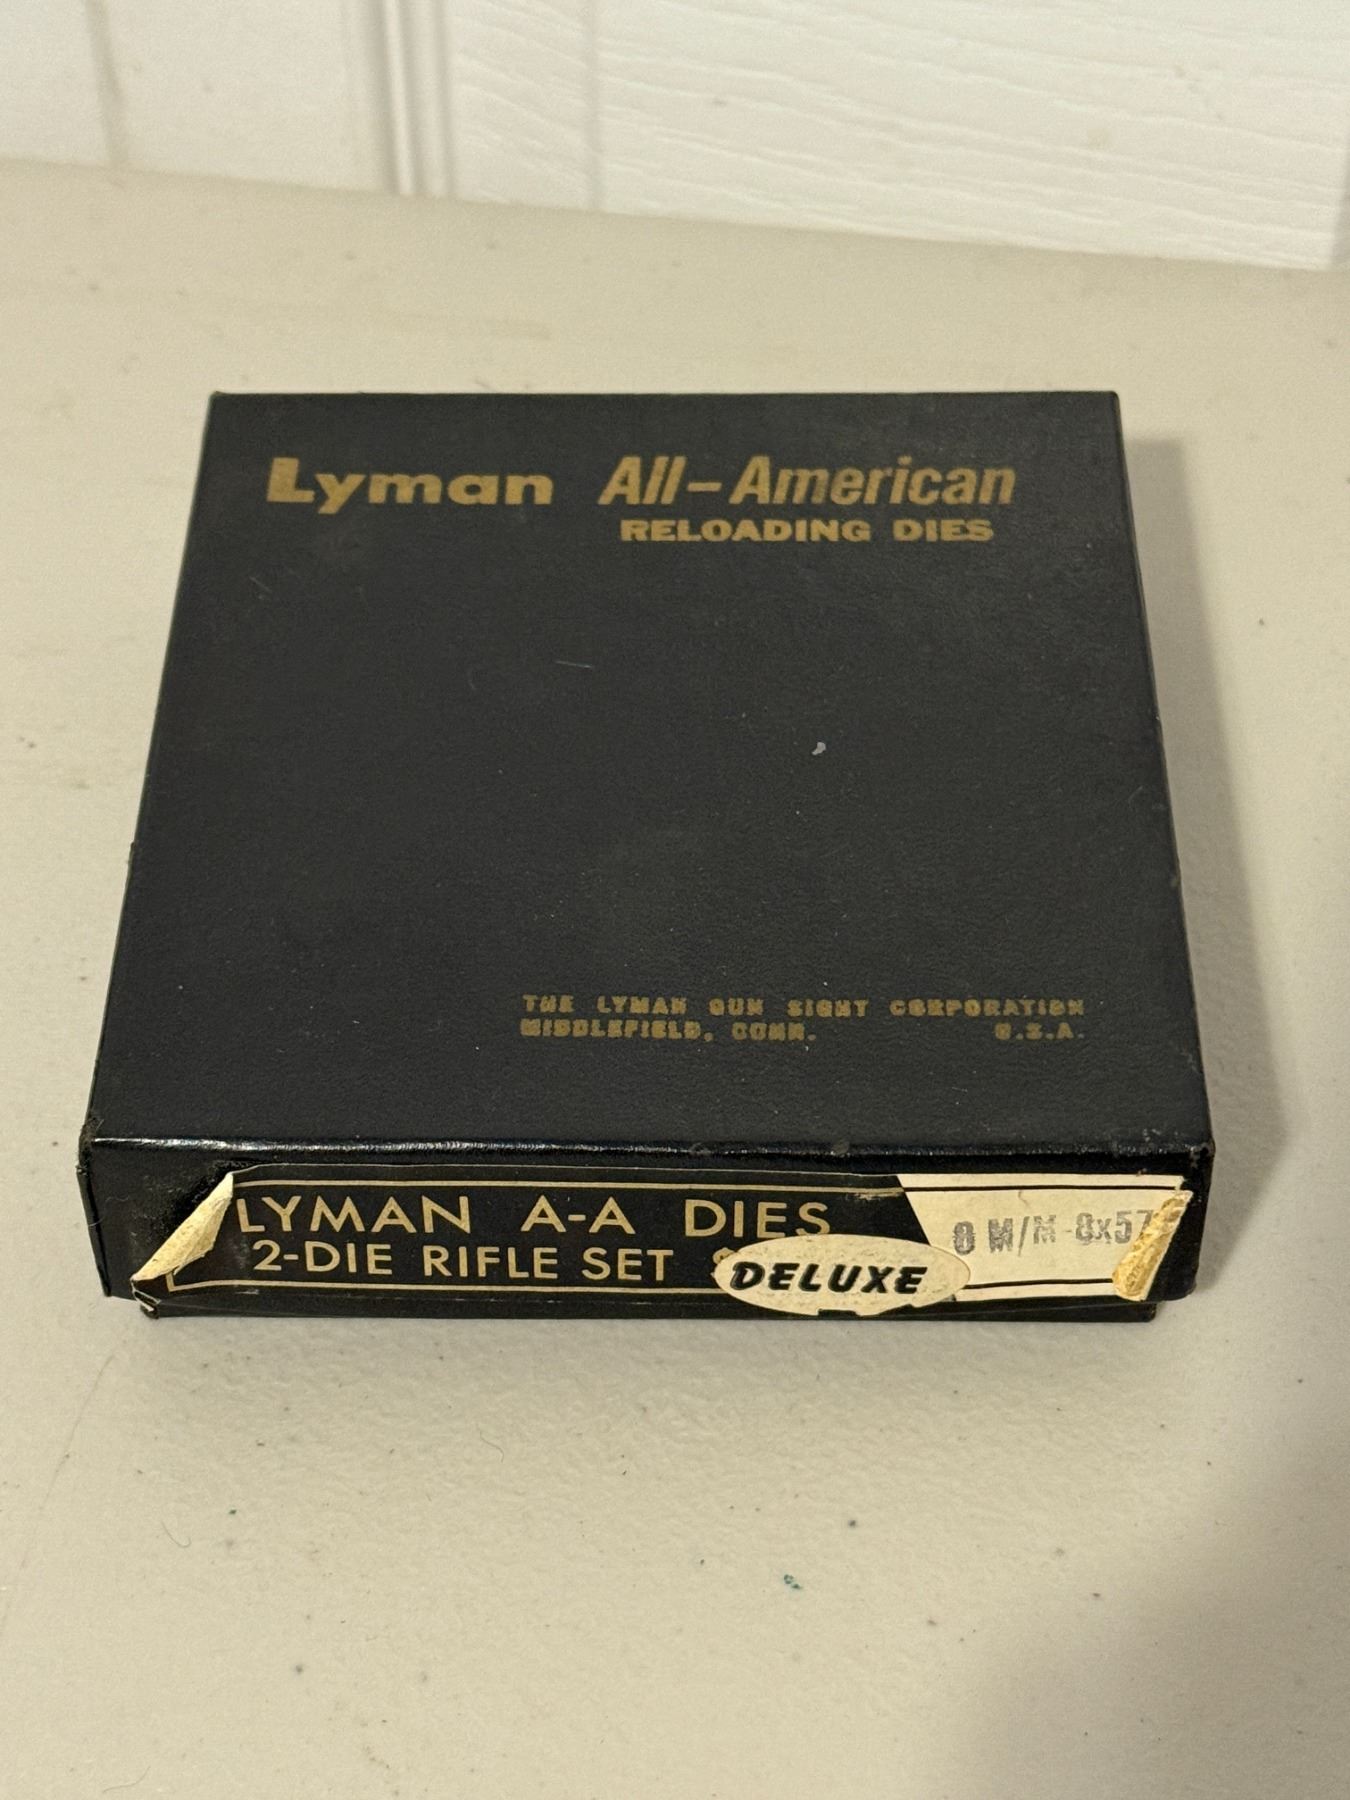 Lyman All-American
RELOADING DIES
THE LYMAN GUN SIGHT CORPORATION
MIDDLEFIELD, CONN. U.S.A.
LYMAN A-A DIES
2-DIE RIFLE SET
DELUXE
8 M/M 8x57